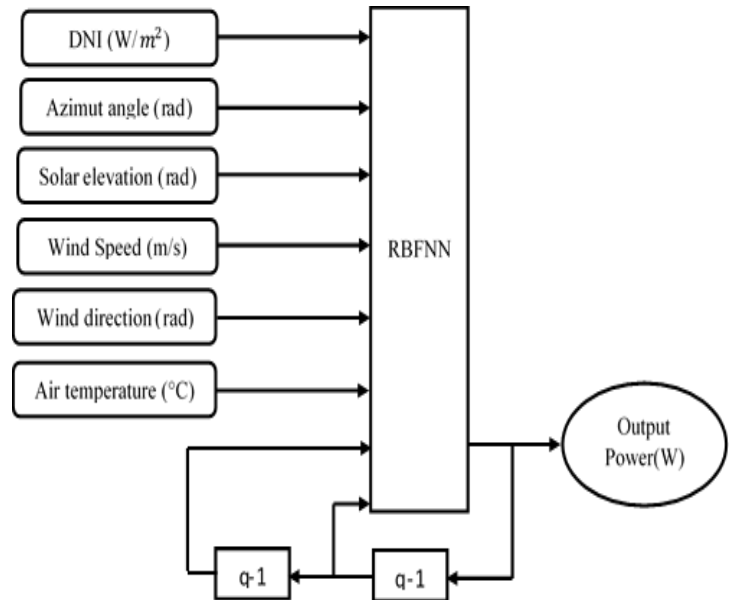 DNI (W/m²)
Azimut angle (rad)
Solar elevation (rad)
Wind Speed (m/s)
RBFNN
Wind direction (rad)
Air temperature (°C)
Output
Power(W)
q-1
q-1